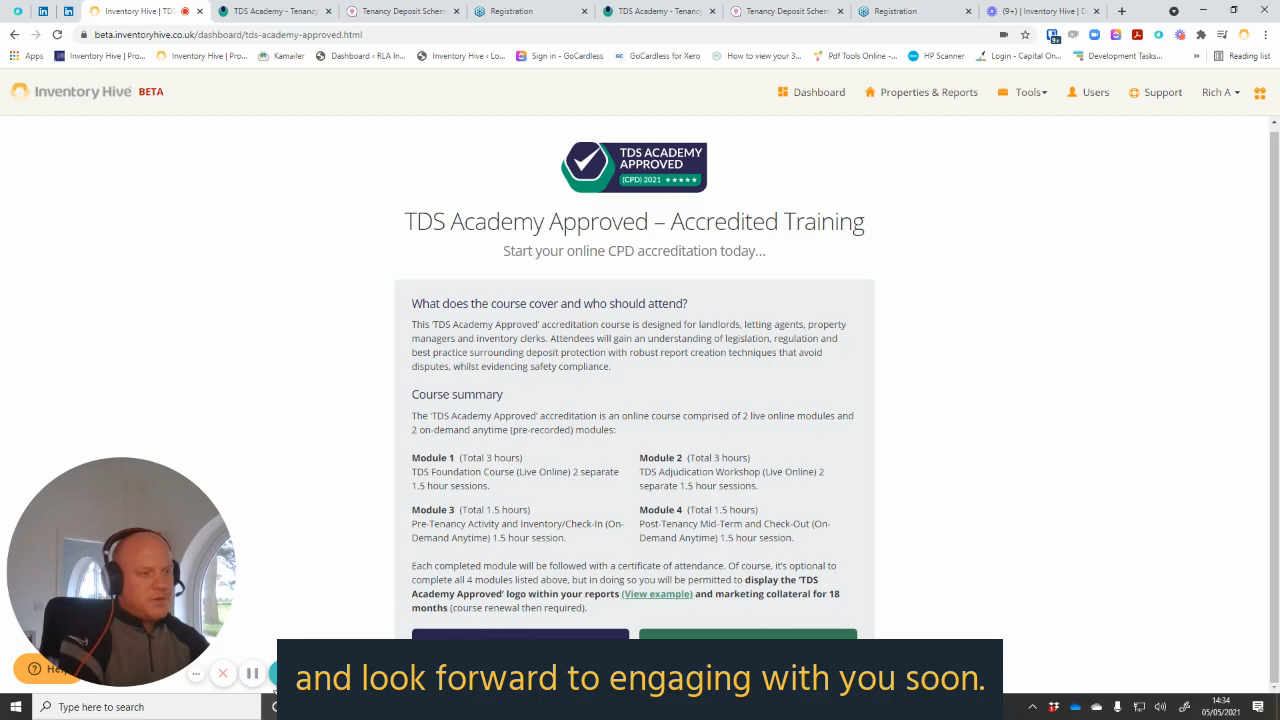 Inventory Hive | TDS
TDS Academy - Tenancy
Tenancy Deposit Schem
Registration
TDS Academy - Engag
Tenancy Deposit Schem
Registration
(9+) Inventory Hive | D
beta.inventoryhive.co.uk/dashboard/tds-academy-approved.html
9+
Apps
Inventory Hive | Pro...
Inventory Hive | Pro...
Kamailer
Dashboard - RLA In...
Inventory Hive ‹ Lo...
Sign in - GoCardless
GoCardless for Xero
How to view your 3...
Pdf Tools Online -...
HP Scanner
Login - Capital On...
Development Tasks...
»
Reading list
Inventory Hive BETA
Dashboard
Properties & Reports
Tools
Users
Support
Rich A
TDS ACADEMY
APPROVED
(CPD) 2021 ★★★★★
TDS Academy Approved – Accredited Training
Start your online CPD accreditation today...
What does the course cover and who should attend?
This 'TDS Academy Approved' accreditation course is designed for landlords, letting agents, property
managers and inventory clerks. Attendees will gain an understanding of legislation, regulation and
best practice surrounding deposit protection with robust report creation techniques that avoid
disputes, whilst evidencing safety compliance.
Course summary
The 'TDS Academy Approved' accreditation is an online course comprised of 2 live online modules and
2 on-demand anytime (pre-recorded) modules:
Module 1 (Total 3 hours)
TDS Foundation Course (Live Online) 2 separate
1.5 hour sessions.
Module 2 (Total 3 hours)
TDS Adjudication Workshop (Live Online) 2
separate 1.5 hour sessions.
Module 3 (Total 1.5 hours)
Pre-Tenancy Activity and Inventory/Check-In (On-
Demand Anytime) 1.5 hour session.
Module 4 (Total 1.5 hours)
Post-Tenancy Mid-Term and Check-Out (On-
Demand Anytime) 1.5 hour session.
Each completed module will be followed with a certificate of attendance. Of course, it's optional to
complete all 4 modules listed above, but in doing so you will be permitted to display the 'TDS
Academy Approved' logo within your reports (View example) and marketing collateral for 18
months (course renewal then required).
and look forward to engaging with you soon.
Type here to search
14:34
05/05/2021